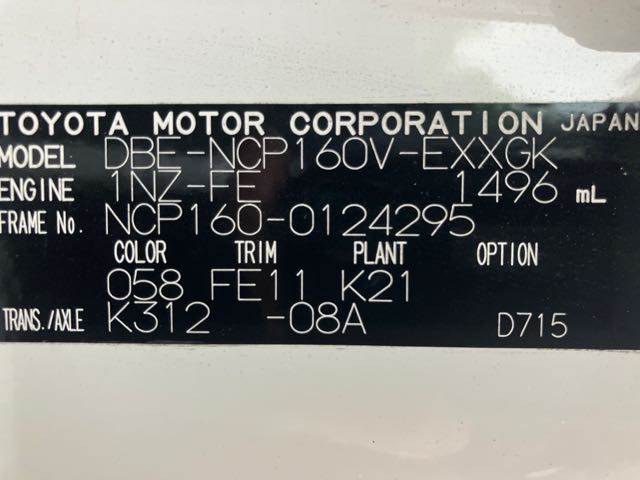 TOYOTA MOTOR CORPORATION JAPAN
MODEL DBE-NCP160V-EXXGK
ENGINE 1NZ-FE 1496 mL
FRAME No. NCP160-0124295
COLOR TRIM PLANT OPTION
058 FE11 K21
TRANS./AXLE K312 -08A D715